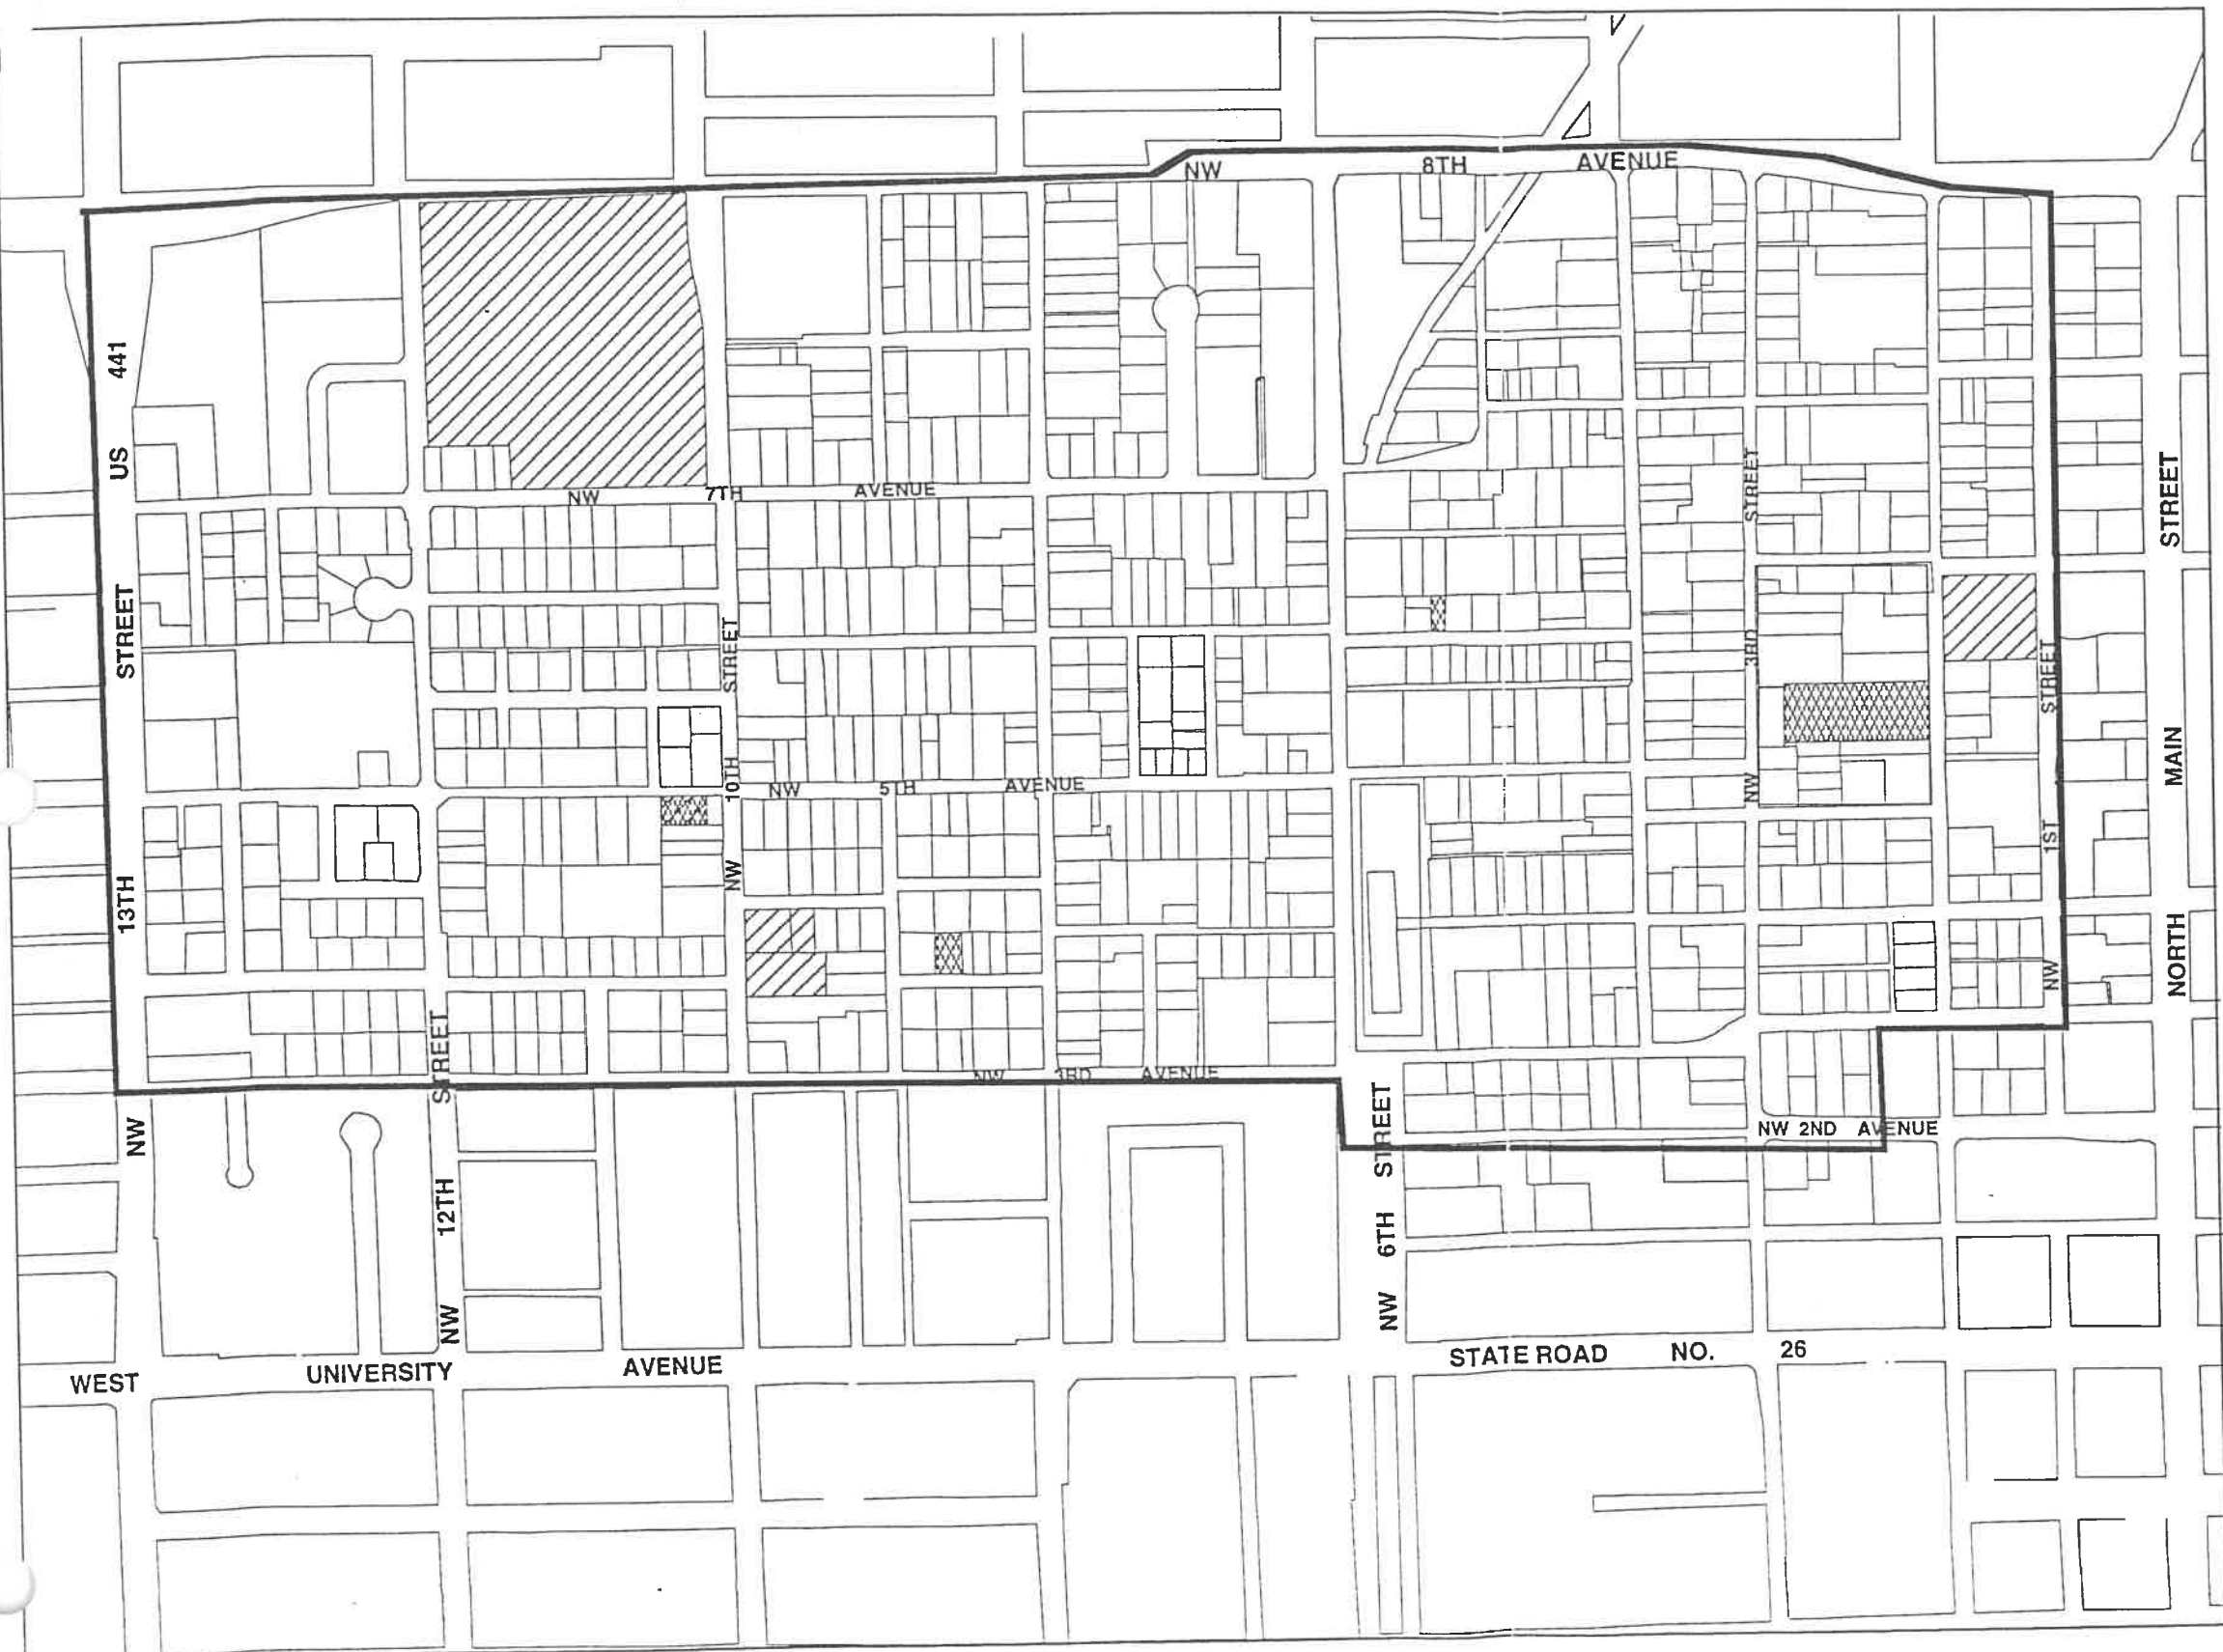 NW 8TH AVENUE
US 441
NW 7TH AVENUE
STREET
STREET
STREET
STREET
3RD
STREET
NW 5TH AVENUE
10TH
NW
MAIN
1ST
13TH
NW
NORTH
NW
STREET
NW 3RD AVENUE
STREET
NW 2ND AVENUE
NW
12TH
6TH
NW
NW
WEST UNIVERSITY AVENUE
STATE ROAD NO. 26